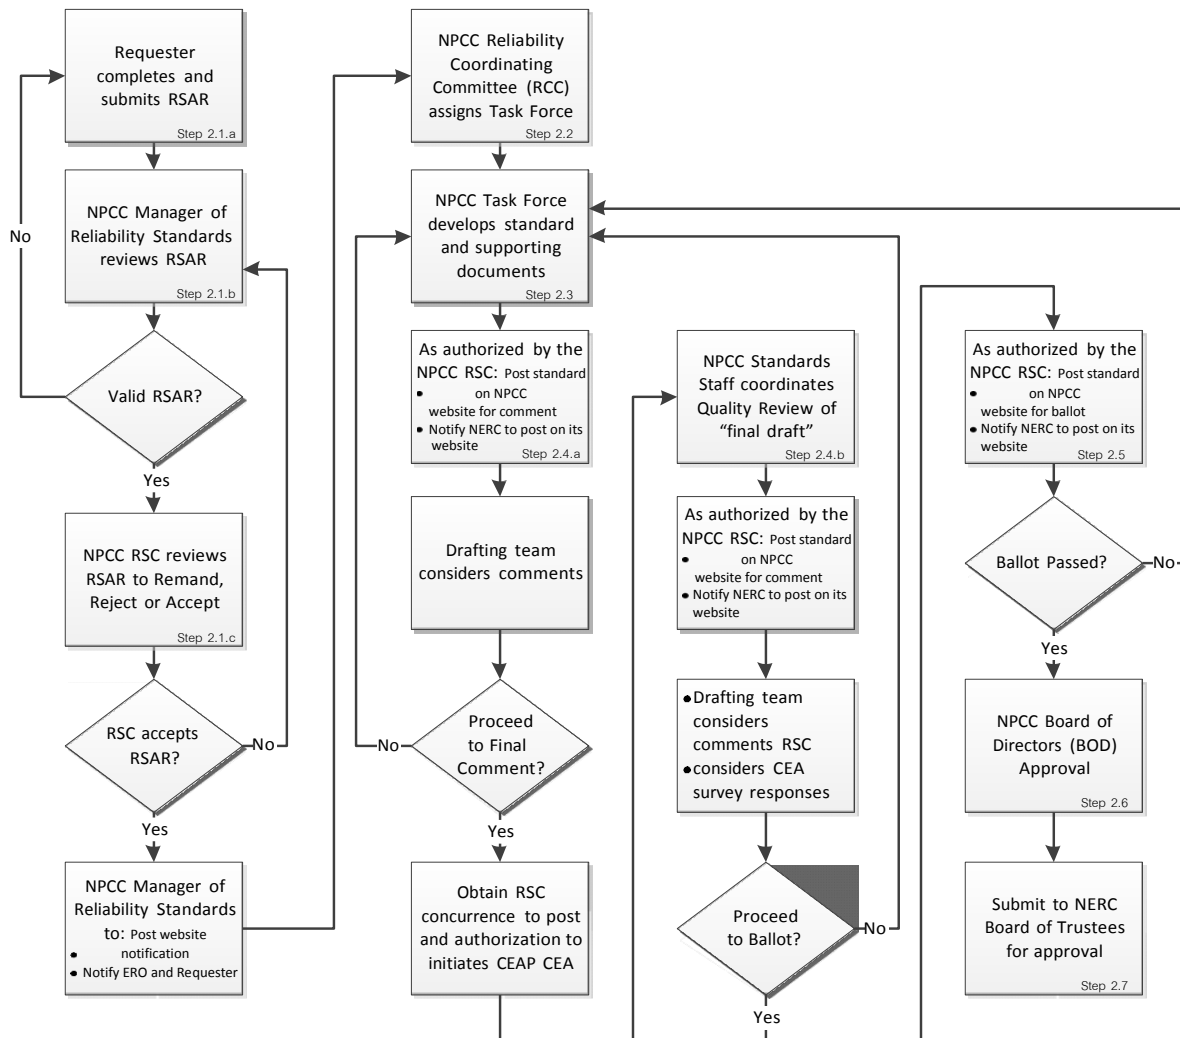 Requester
completes and
submits RSAR
Step 2.1.a
NPCC Manager of
Reliability Standards
reviews RSAR
Step 2.1.b
No
Valid RSAR?
Yes
NPCC RSC reviews
RSAR to Remand,
Reject or Accept
Step 2.1.c
RSC accepts
RSAR?
No
Yes
NPCC Manager of
Reliability Standards
to: Post website
• notification
• Notify ERO and Requester
NPCC Reliability
Coordinating
Committee (RCC)
assigns Task Force
Step 2.2
NPCC Task Force
develops standard
and supporting
documents
Step 2.3
As authorized by the
NPCC RSC: Post standard
• on NPCC
website for comment
• Notify NERC to post on its
website
Step 2.4.a
Drafting team
considers comments
Proceed
to Final
Comment?
No
Yes
Obtain RSC
concurrence to post
and authorization to
initiates CEAP CEA
NPCC Standards
Staff coordinates
Quality Review of
“final draft”
Step 2.4.b
As authorized by the
NPCC RSC: Post standard
• on NPCC
website for comment
• Notify NERC to post on its
website
• Drafting team
considers
comments RSC
• considers CEA
survey responses
Proceed
to Ballot?
No
Yes
As authorized by the
NPCC RSC: Post standard
• on NPCC
website for ballot
• Notify NERC to post on its
website
Step 2.5
Ballot Passed?
No
Yes
NPCC Board of
Directors (BOD)
Approval
Step 2.6
Submit to NERC
Board of Trustees
for approval
Step 2.7